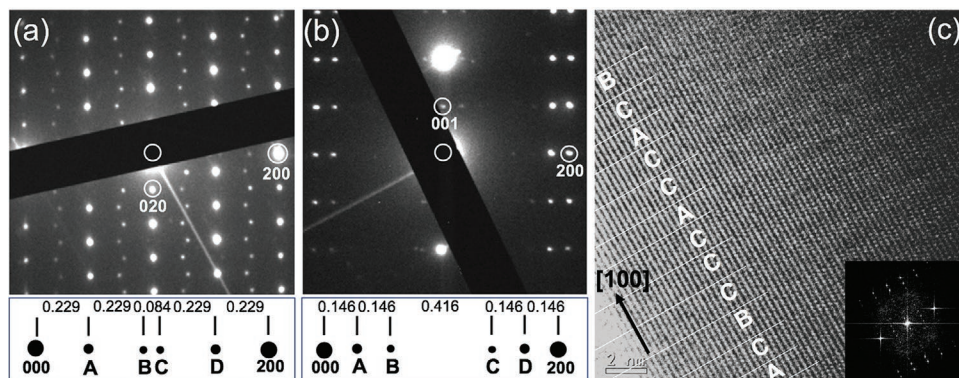 (a)
020
200
0.229 0.229 0.084 0.229 0.229
000 A B C D 200
(b)
001
200
0.146 0.146 0.416 0.146 0.146
000 A B C D 200
(c)
B C A C C A C C C B C A
[100]
2 nm